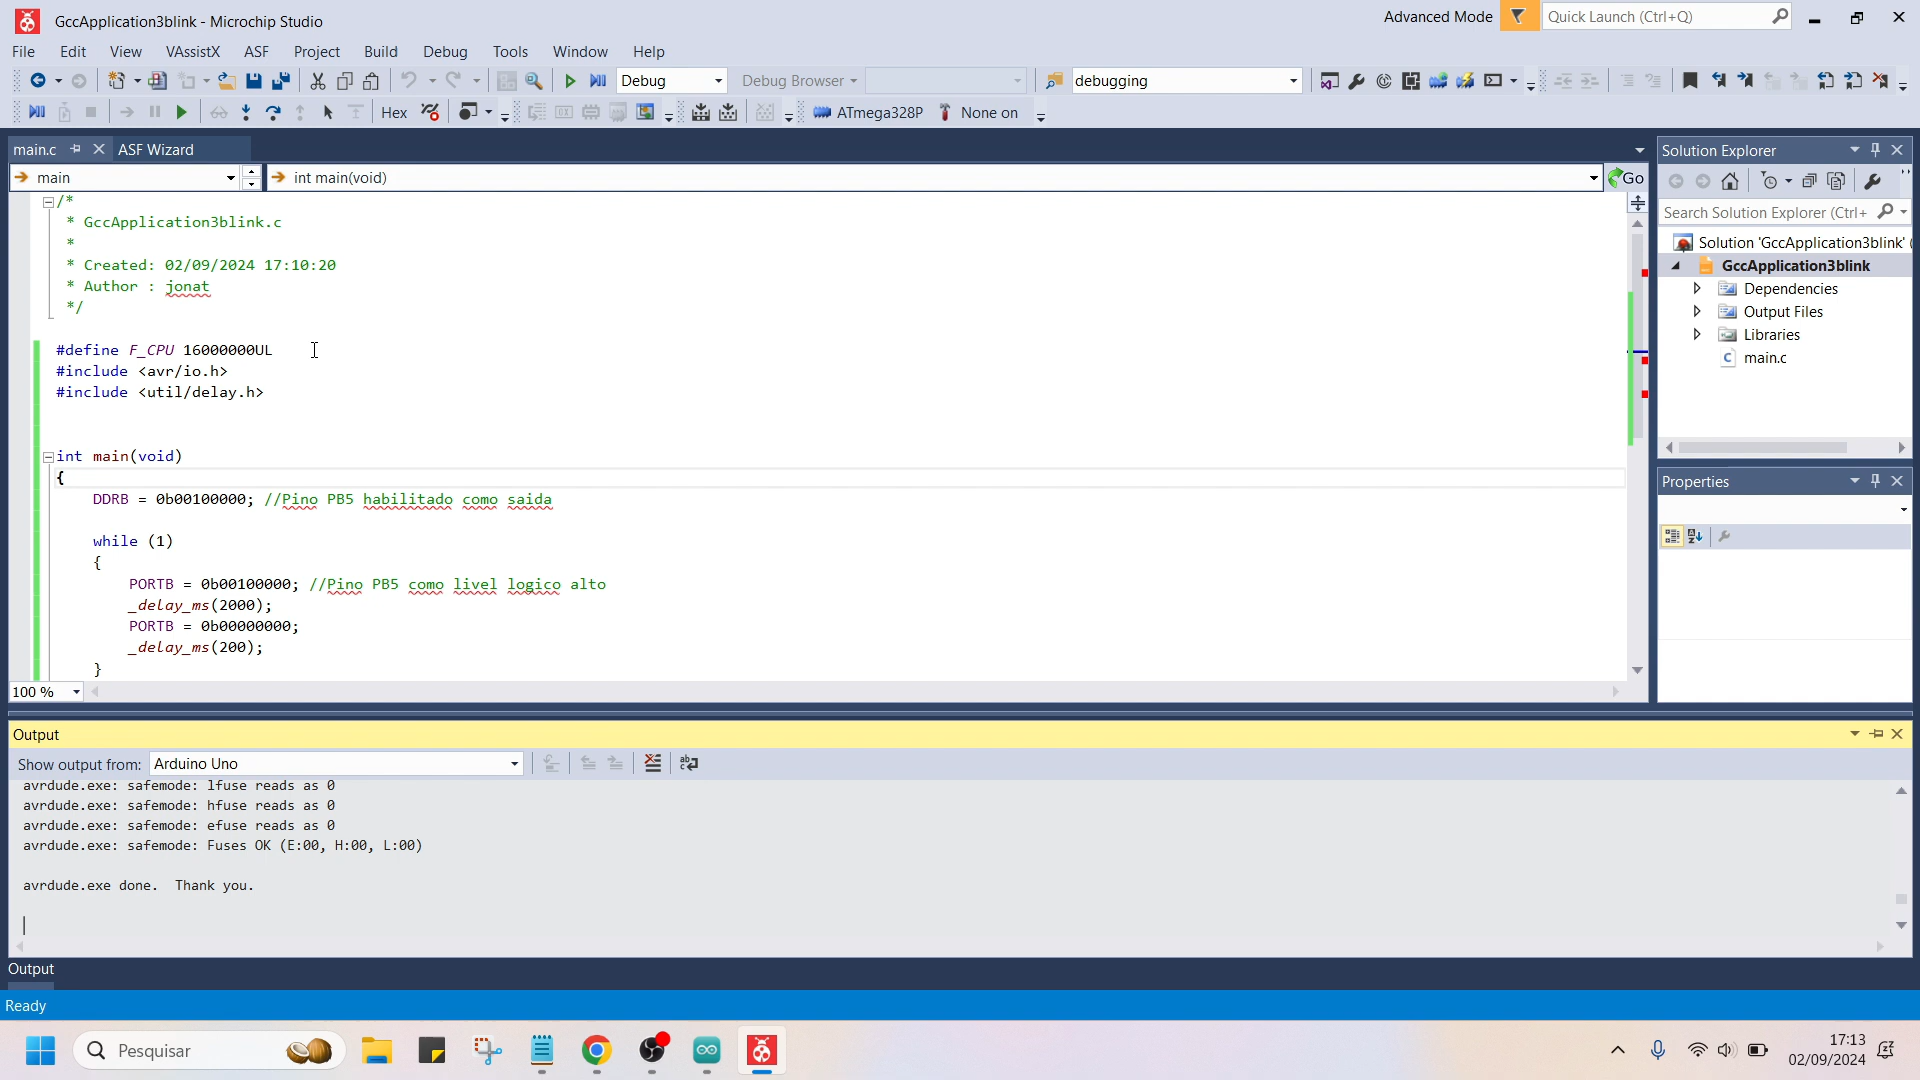 GccApplication3blink - Microchip Studio
Advanced Mode
Quick Launch (Ctrl+Q)
File Edit View VAssistX ASF Project Build Debug Tools Window Help
Debug
Debug Browser
debugging
Hex
ATmega328P
None on
main.c
ASF Wizard
main
int main(void)
Go
/*
* GccApplication3blink.c
*
* Created: 02/09/2024 17:10:20
* Author : jonat
*/
#define F_CPU 16000000UL
#include <avr/io.h>
#include <util/delay.h>
int main(void)
{
DDRB = 0b00100000; //Pino PB5 habilitado como saida
while (1)
{
PORTB = 0b00100000; //Pino PB5 como livel logico alto
_delay_ms(2000);
PORTB = 0b00000000;
_delay_ms(200);
}
100 %
Solution Explorer
Search Solution Explorer (Ctrl+
Solution 'GccApplication3blink' (
GccApplication3blink
Dependencies
Output Files
Libraries
main.c
Properties
Output
Show output from: Arduino Uno
avrdude.exe: safemode: lfuse reads as 0
avrdude.exe: safemode: hfuse reads as 0
avrdude.exe: safemode: efuse reads as 0
avrdude.exe: safemode: Fuses OK (E:00, H:00, L:00)
avrdude.exe done.  Thank you.
Output
Ready
Pesquisar
17:13
02/09/2024